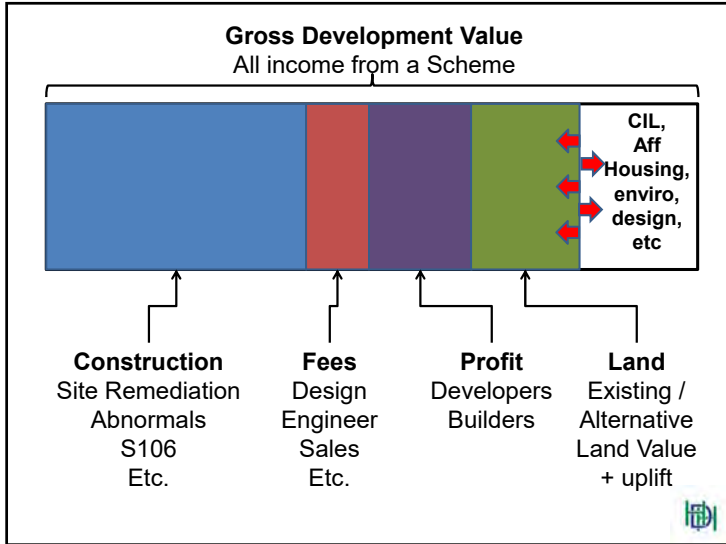 Gross Development Value
All income from a Scheme
CIL,
Aff
Housing,
enviro,
design,
etc
Construction
Site Remediation
Abnormals
S106
Etc.
Fees
Design
Engineer
Sales
Etc.
Profit
Developers
Builders
Land
Existing /
Alternative
Land Value
+ uplift